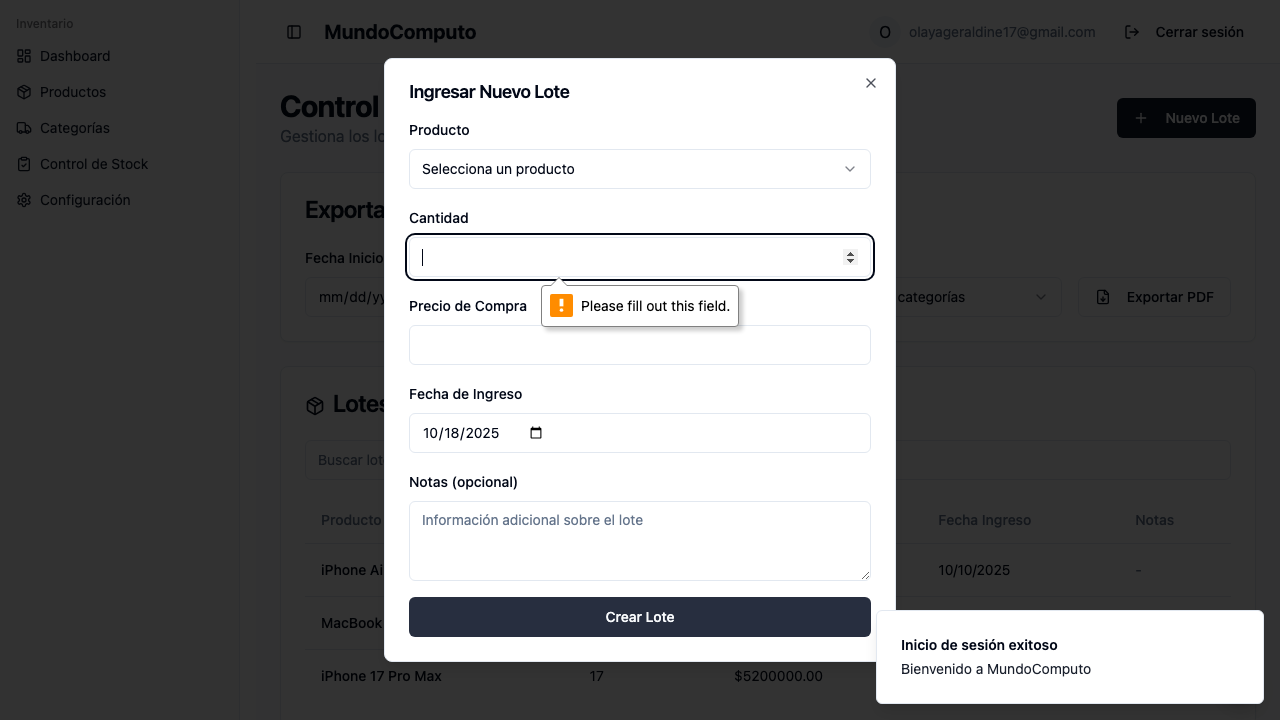 Inventario
Dashboard
Productos
Categorías
Control de Stock
Configuración
MundoComputo
O
olayageraldine17@gmail.com
Cerrar sesión
Control
Gestiona los
Nuevo Lote
Exporta
Fecha Inicio
mm/dd/yy
categorías
Exportar PDF
Lotes
Buscar lot
Producto
Fecha Ingreso
Notas
iPhone Ai
10/10/2025
-
MacBook
iPhone 17 Pro Max
17
$5200000.00
Ingresar Nuevo Lote
Producto
Selecciona un producto
Cantidad
Please fill out this field.
Precio de Compra
Fecha de Ingreso
10/18/2025
Notas (opcional)
Información adicional sobre el lote
Crear Lote
Inicio de sesión exitoso
Bienvenido a MundoComputo